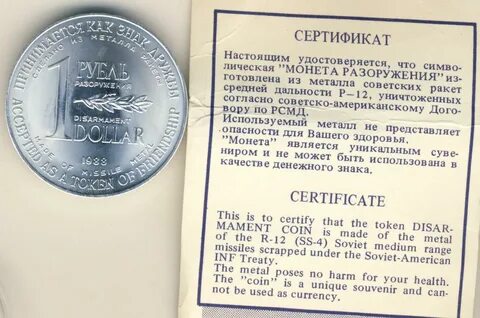 ПРИНИМАЕТСЯ КАК ЗНАК ДРУЖБЫ
СДЕЛАНО ИЗ МЕТАЛЛА РАКЕТ
1 РУБЛЬ
РАЗОРУЖЕНИЯ
DISARMAMENT
DOLLAR
1988
MADE OF MISSILE METAL
ACCEPTED AS A TOKEN OF FRIENDSHIP
СЕРТИФИКАТ
Настоящим удостоверяется, что симво-
лическая "МОНЕТА РАЗОРУЖЕНИЯ" из-
готовлена из металла советских ракет
средней дальности Р-12, уничтоженных
согласно советско-американскому Дого-
вору по РСМД.
Используемый металл не представляет
опасности для Вашего здоровья.
"Монета" является уникальным суве-
ниром и не может быть использована в
качестве денежного знака.
CERTIFICATE
This is to certify that the token DISAR-
MAMENT COIN is made of the metal
of the R-12 (SS-4) Soviet medium range
missiles scrapped under the Soviet-American
INF Treaty.
The metal poses no harm for your health.
The "coin" is a unique souvenir and can-
not be used as currency.